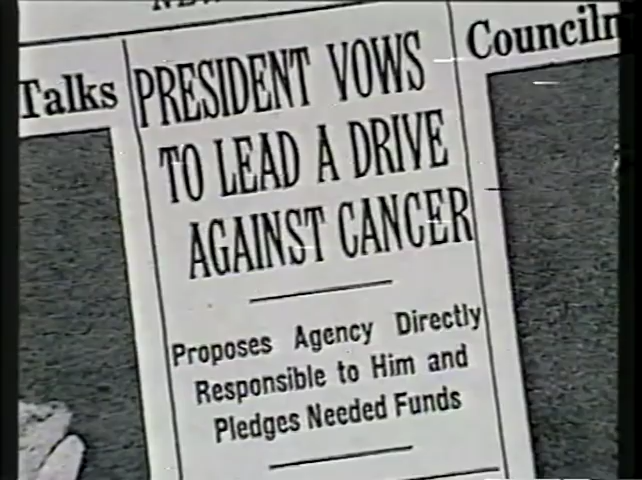 Talks
PRESIDENT VOWS
TO LEAD A DRIVE
AGAINST CANCER
Proposes Agency Directly
Responsible to Him and
Pledges Needed Funds